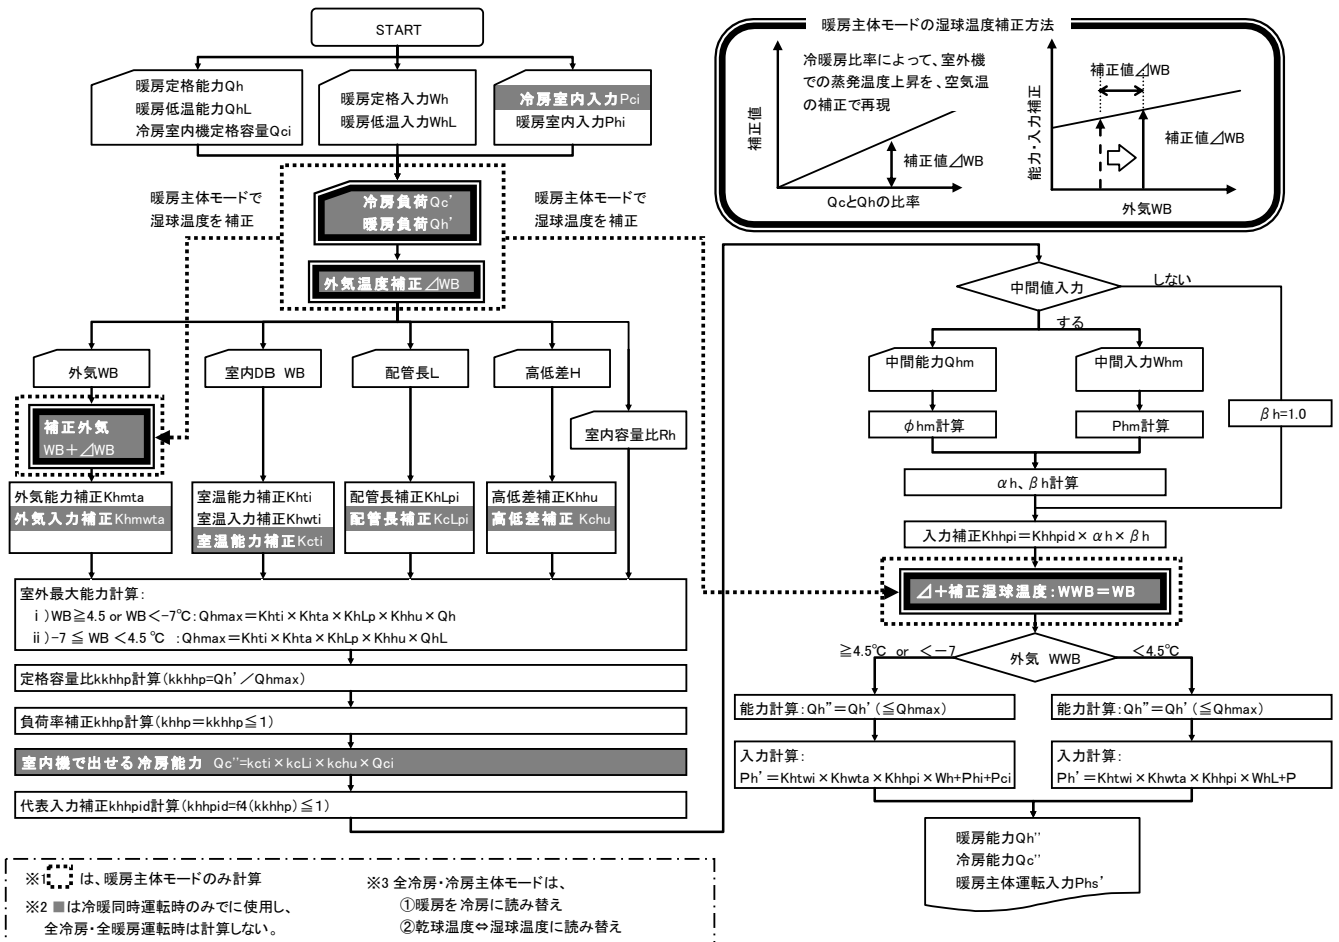 START
暖房定格能力Qh
暖房低温能力QhL
冷房室内機定格容量Qci
暖房定格入力Wh
暖房低温入力WhL
冷房室内入力Pci
暖房室内入力Phi
暖房主体モードで
湿球温度を補正
冷房負荷Qc'
暖房負荷Qh'
暖房主体モードで
湿球温度を補正
外気温度補正⊿WB
外気WB
室内DB WB
配管長L
高低差H
室内容量比Rh
補正外気
WB+⊿WB
外気能力補正Khmta
外気入力補正Khmwta
室温能力補正Khti
室温入力補正Khwti
室温能力補正Kcti
配管長補正KhLpi
配管長補正KcLpi
高低差補正Khhu
高低差補正 Kchu
室外最大能力計算:
ⅰ)WB≧4.5 or WB<-7℃:Qhmax=Khti×Khta×KhLp×Khhu×Qh
ⅱ)-7 ≦ WB <4.5 ℃ :Qhmax=Khti×Khta×KhLp×Khhu×QhL
定格容量比kkhhp計算(kkhhp=Qh'/Qhmax)
負荷率補正khhp計算(khhp=kkhhp≦1)
室内機で出せる冷房能力 Qc''=kcti×kcLi×kchu×Qci
代表入力補正khhpid計算(khhpid=f4(kkhhp)≦1)
※1 は、暖房主体モードのみ計算
※2 ■は冷暖同時運転時のみでに使用し、
全冷房・全暖房運転時は計算しない。
※3 全冷房・冷房主体モードは、
①暖房を冷房に読み替え
②乾球温度⇔湿球温度に読み替え
暖房主体モードの湿球温度補正方法
冷暖房比率によって、室外機
での蒸発温度上昇を、空気温
の補正で再現
補正値
補正値⊿WB
QcとQhの比率
能力・入力補正
補正値⊿WB
補正値⊿WB
外気WB
中間値入力
しない
する
中間能力Qhm
中間入力Whm
φhm計算
Phm計算
βh=1.0
αh、βh計算
入力補正Khhpi=Khhpid×αh×βh
⊿+補正湿球温度:WWB=WB
≧4.5℃ or <-7
外気 WWB
<4.5℃
能力計算:Qh"=Qh'(≦Qhmax)
能力計算:Qh"=Qh'(≦Qhmax)
入力計算:
Ph'=Khtwi×Khwta×Khhpi×Wh+Phi+Pci
入力計算:
Ph'=Khtwi×Khwta×Khhpi×WhL+P
暖房能力Qh''
冷房能力Qc''
暖房主体運転入力Phs'